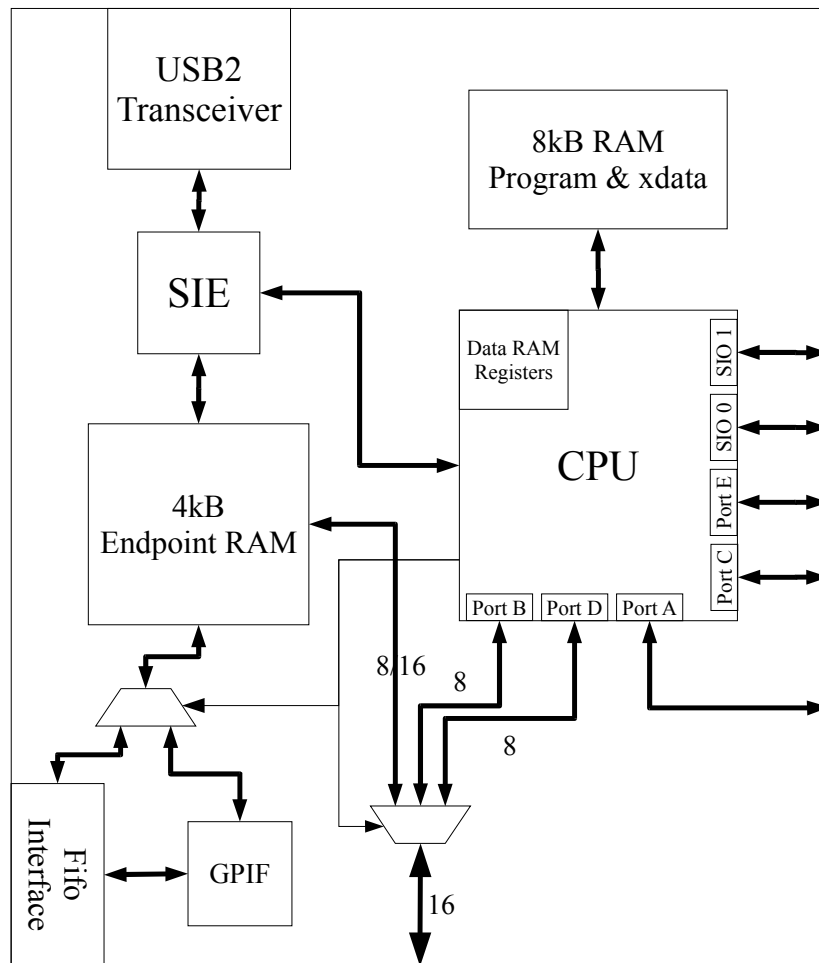 USB2
Transceiver
8kB RAM
Program & xdata
SIE
Data RAM
Registers
SIO 1
SIO 0
CPU
Port E
Port C
4kB
Endpoint RAM
Port B
Port D
Port A
8/16
8
8
Fifo
Interface
GPIF
16